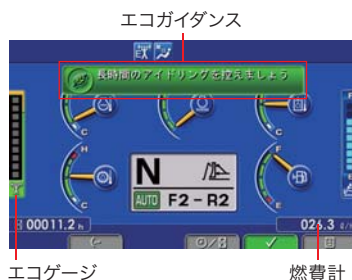 エコガイダンス
長時間のアイドリングを控えましょう
C
C
H
C
F
E
N
AUTO F2-R2
00011.2 h
026.3
エコゲージ
燃費計